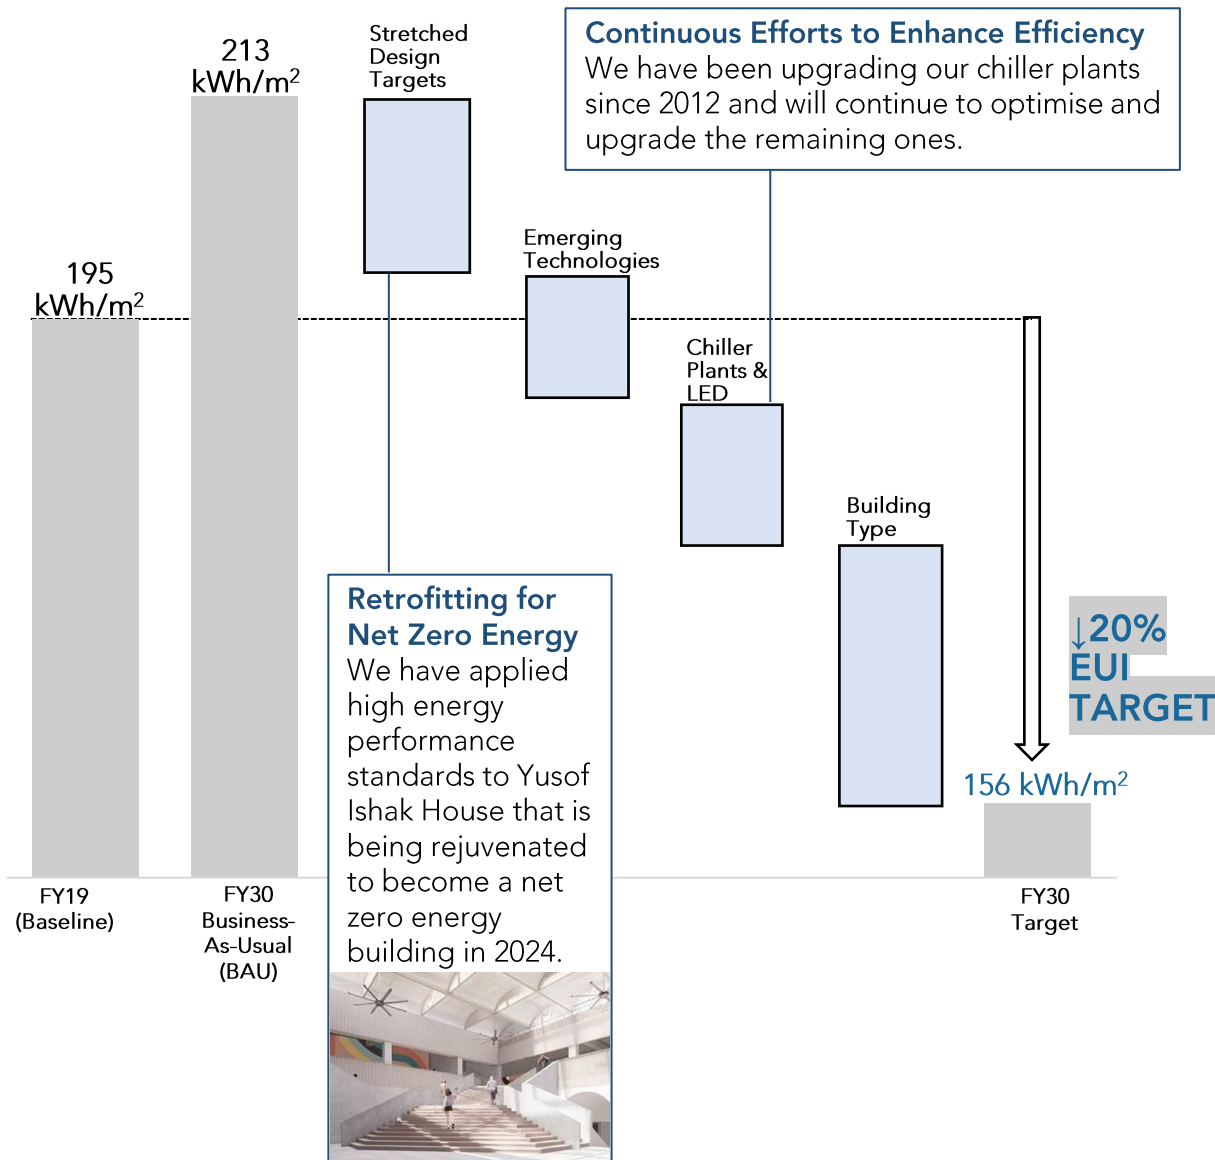 213
kWh/m²
Stretched
Design
Targets
Continuous Efforts to Enhance Efficiency
We have been upgrading our chiller plants
since 2012 and will continue to optimise and
upgrade the remaining ones.
195
kWh/m²
Emerging
Technologies
Chiller
Plants &
LED
Building
Type
Retrofitting for
Net Zero Energy
We have applied
high energy
performance
standards to Yusof
Ishak House that is
being rejuvenated
to become a net
zero energy
building in 2024.
↓20%
EUI
TARGET
156 kWh/m²
FY19
(Baseline)
FY30
Business-
As-Usual
(BAU)
FY30
Target